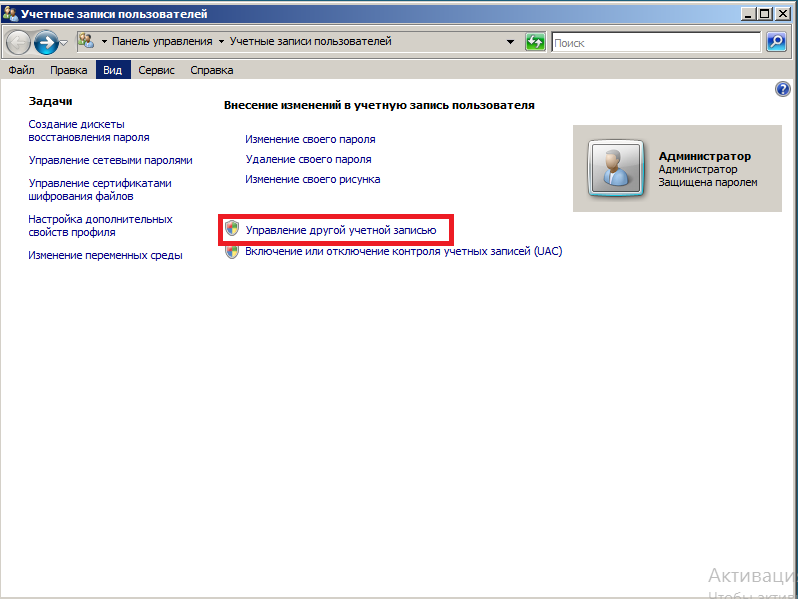 Учетные записи пользователей
Панель управления
Учетные записи пользователей
Поиск
Файл
Правка
Вид
Сервис
Справка
Задачи
Создание дискеты
восстановления пароля
Управление сетевыми паролями
Управление сертификатами
шифрования файлов
Настройка дополнительных
свойств профиля
Изменение переменных среды
Внесение изменений в учетную запись пользователя
Изменение своего пароля
Удаление своего пароля
Изменение своего рисунка
Управление другой учетной записью
Включение или отключение контроля учетных записей (UAC)
Администратор
Администратор
Защищена паролем
Активаци
Чтобы актив